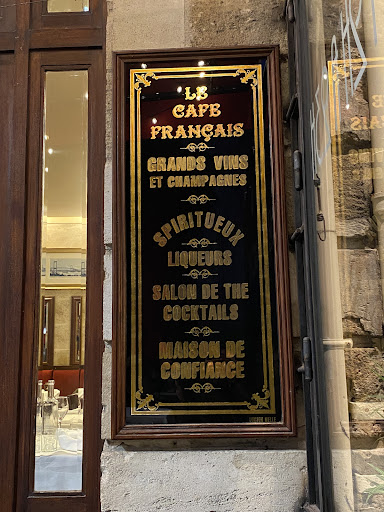 LE
CAFE
FRANÇAIS
GRANDS VINS
ET CHAMPAGNES
SPIRITUEUX
LIQUEURS
SALON DE THE
COCKTAILS
MAISON DE
CONFIANCE